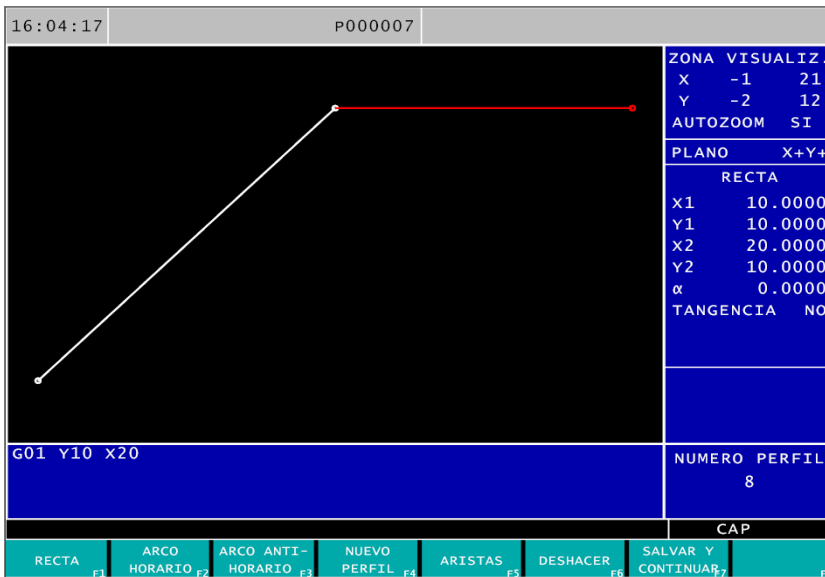 16:04:17 P000007
ZONA VISUALIZ.
X -1 21
Y -2 12
AUTOZOOM SI
PLANO X+Y+
RECTA
X1 10.0000
Y1 10.0000
X2 20.0000
Y2 10.0000
α 0.0000
TANGENCIA NO
G01 Y10 X20
NUMERO PERFIL
8
CAP
RECTA F1
ARCO HORARIO F2
ARCO ANTI-HORARIO F3
NUEVO PERFIL F4
ARISTAS F5
DESHACER F6
SALVAR Y CONTINUAR F7